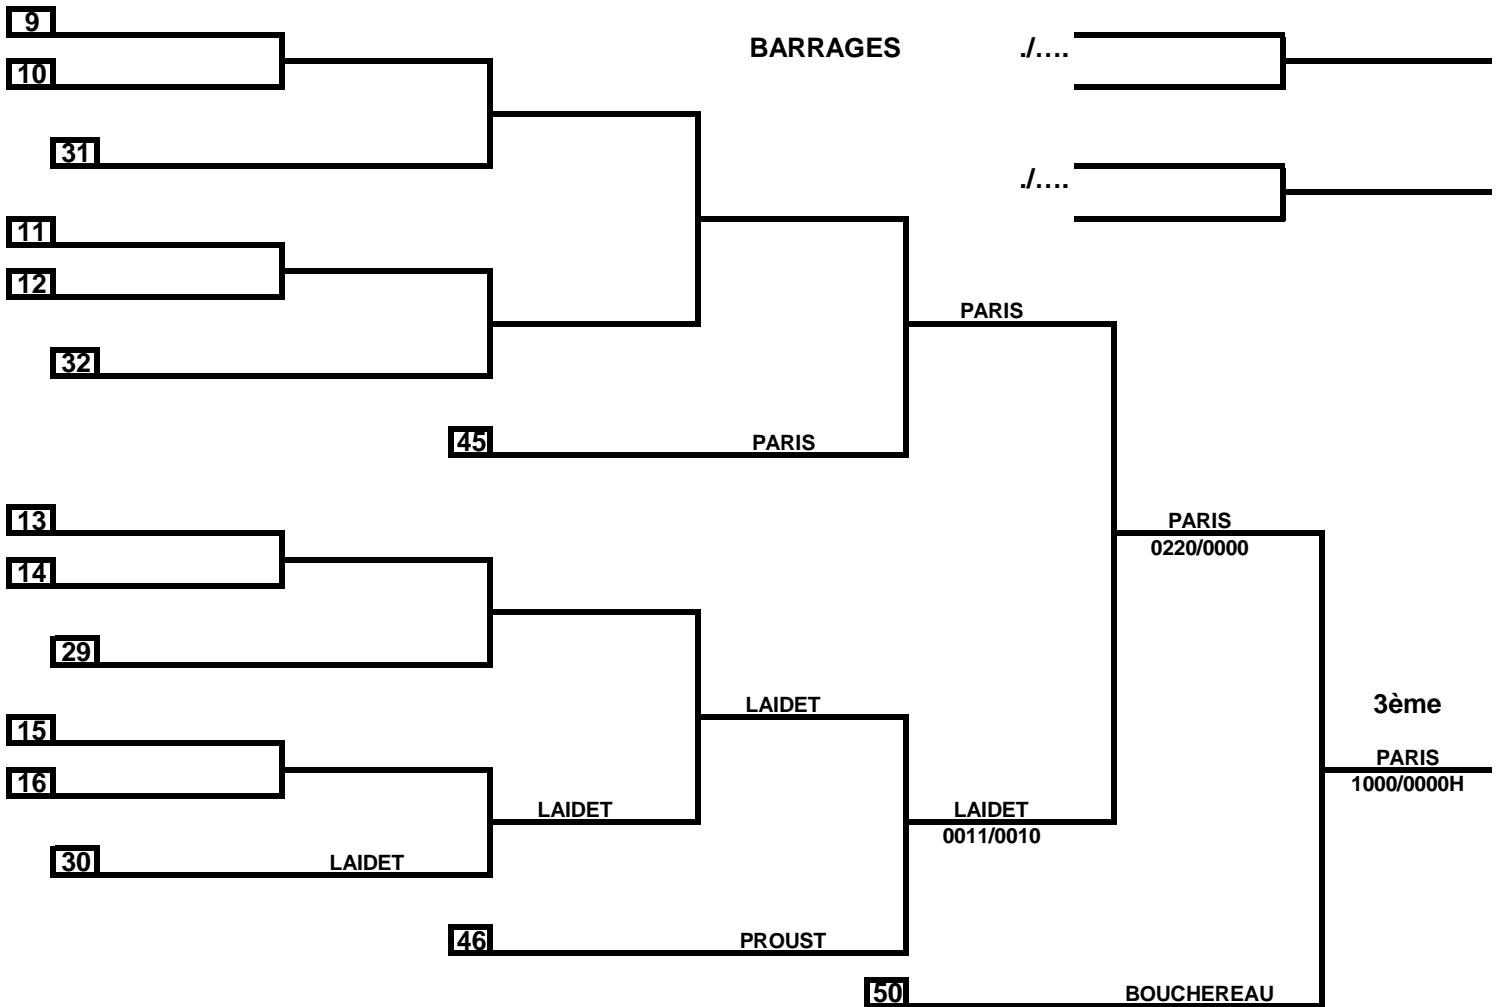 9
BARRAGES
./....
10
31
./....
11
12
PARIS
32
45
PARIS
13
PARIS
0220/0000
14
29
LAIDET
3ème
15
PARIS
16
1000/0000H
LAIDET
LAIDET
0011/0010
30
LAIDET
46
PROUST
50
BOUCHEREAU